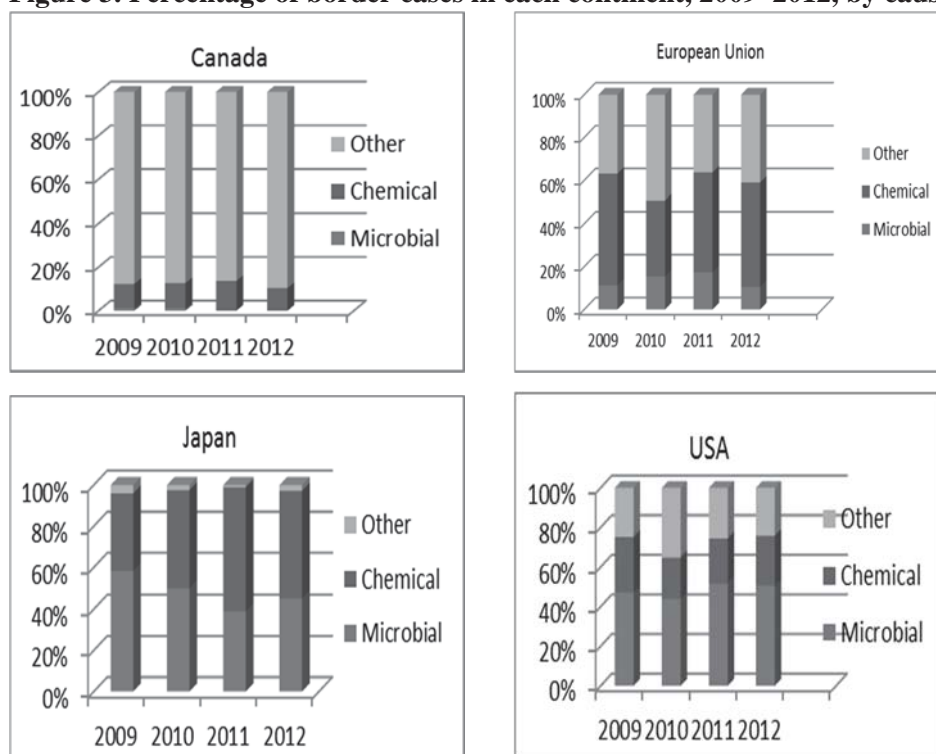 Figure 3. Percentage of border cases in each continent, 2009–2012, by
Canada
100%
80%
60%
40%
20%
0%
2009 2010 2011 2012
Other
Chemical
Microbial
European Union
100%
80%
60%
40%
20%
0%
2009 2010 2011 2012
Other
Chemical
Microbial
Japan
100%
80%
60%
40%
20%
0%
2009 2010 2011 2012
Other
Chemical
Microbial
USA
100%
80%
60%
40%
20%
0%
2009 2010 2011 2012
Other
Chemical
Microbial